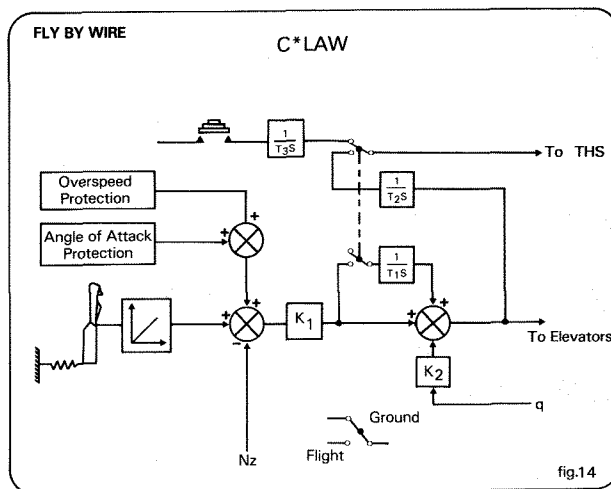 FLY BY WIRE
C* LAW
1
T3S
To THS
Overspeed
Protection
+
1
T2S
Angle of Attack
Protection
+
1
T1S
+
+
+
K1
+
-
To Elevators
+
K2
q
Ground
Flight
Nz
fig.14